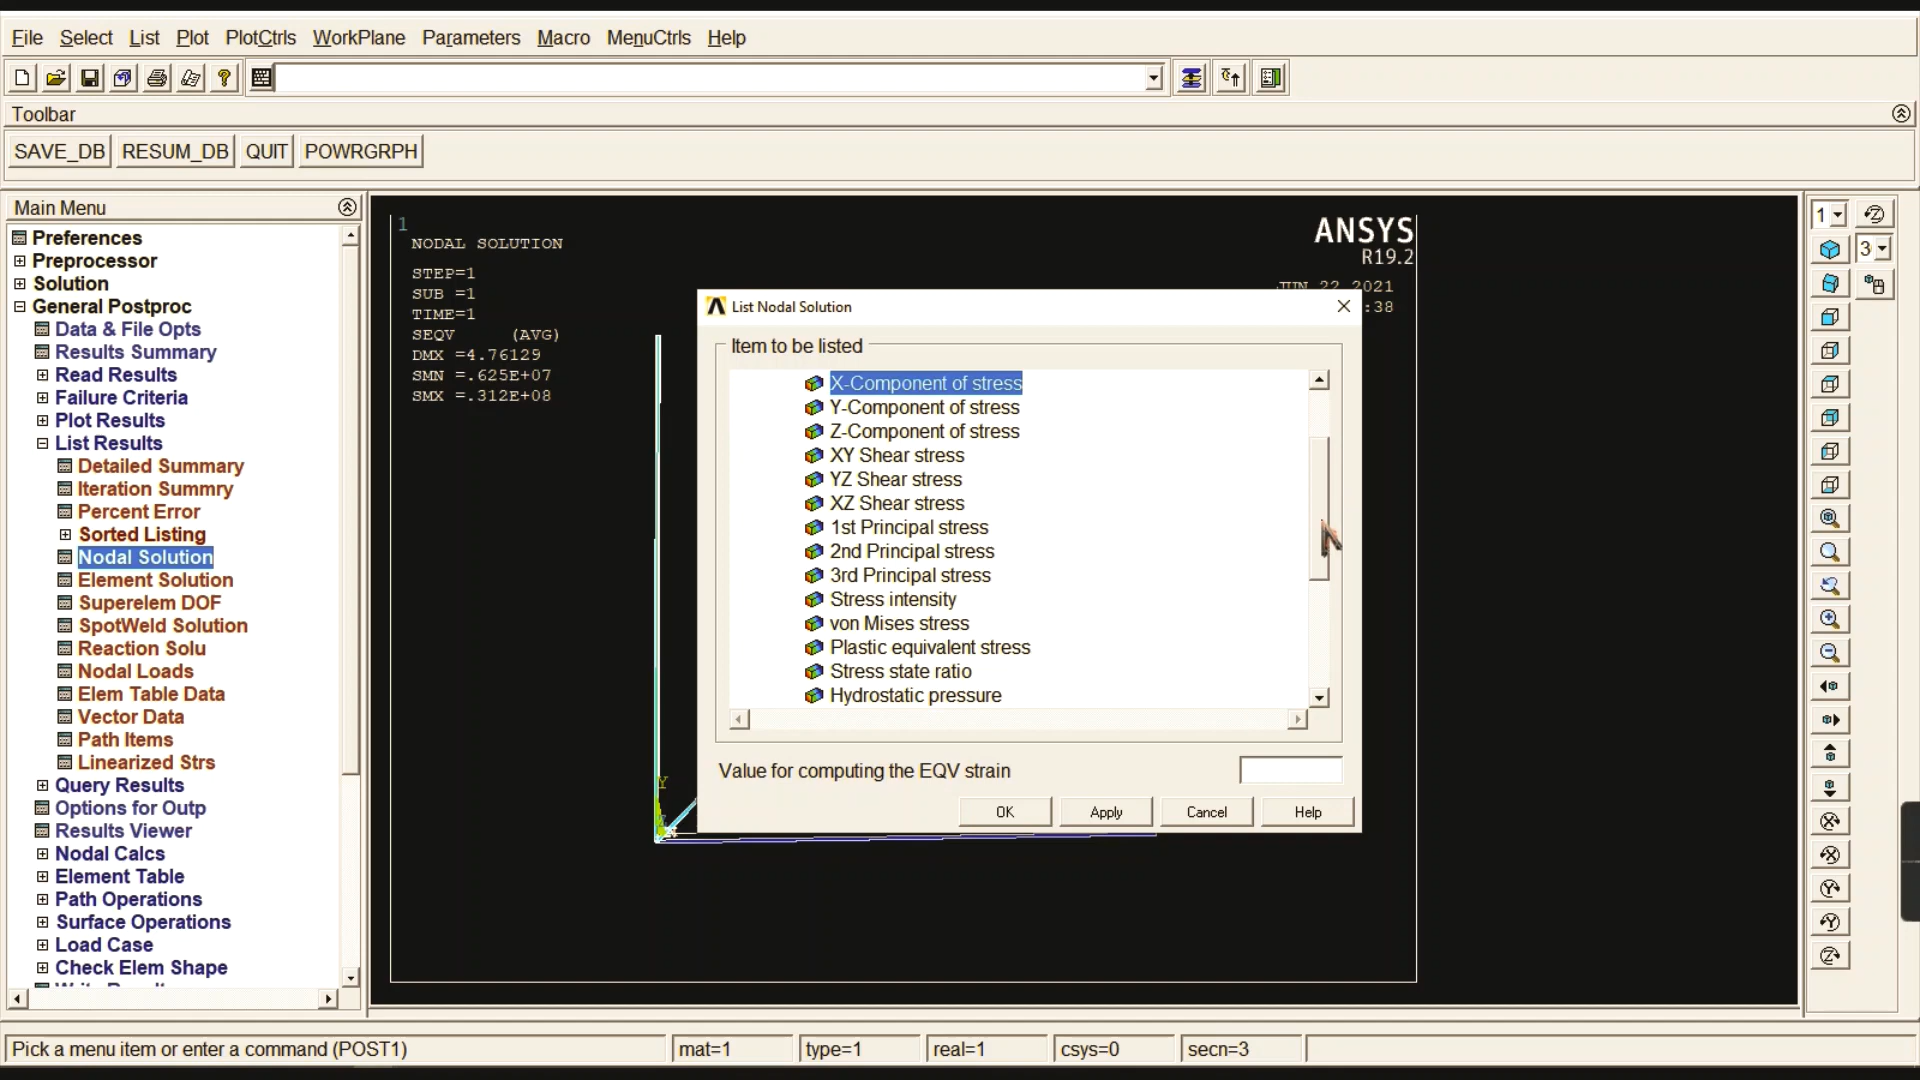 File Select List Plot PlotCtrls WorkPlane Parameters Macro MenuCtrls Help
Toolbar
SAVE_DB RESUM_DB QUIT POWRGRPH
Main Menu
Preferences
Preprocessor
Solution
General Postproc
Data & File Opts
Results Summary
Read Results
Failure Criteria
Plot Results
List Results
Detailed Summary
Iteration Summry
Percent Error
Sorted Listing
Nodal Solution
Element Solution
Superelem DOF
SpotWeld Solution
Reaction Solu
Nodal Loads
Elem Table Data
Vector Data
Path Items
Linearized Strs
Query Results
Options for Outp
Results Viewer
Nodal Calcs
Element Table
Path Operations
Surface Operations
Load Case
Check Elem Shape
1
NODAL SOLUTION
STEP=1
SUB =1
TIME=1
SEQV (AVG)
DMX =4.76129
SMN =.625E+07
SMX =.312E+08
Y
ANSYS
R19.2
JUN 22 2021
:38
List Nodal Solution
Item to be listed
X-Component of stress
Y-Component of stress
Z-Component of stress
XY Shear stress
YZ Shear stress
XZ Shear stress
1st Principal stress
2nd Principal stress
3rd Principal stress
Stress intensity
von Mises stress
Plastic equivalent stress
Stress state ratio
Hydrostatic pressure
Value for computing the EQV strain
OK Apply Cancel Help
1
3
Pick a menu item or enter a command (POST1) mat=1 type=1 real=1 csys=0 secn=3